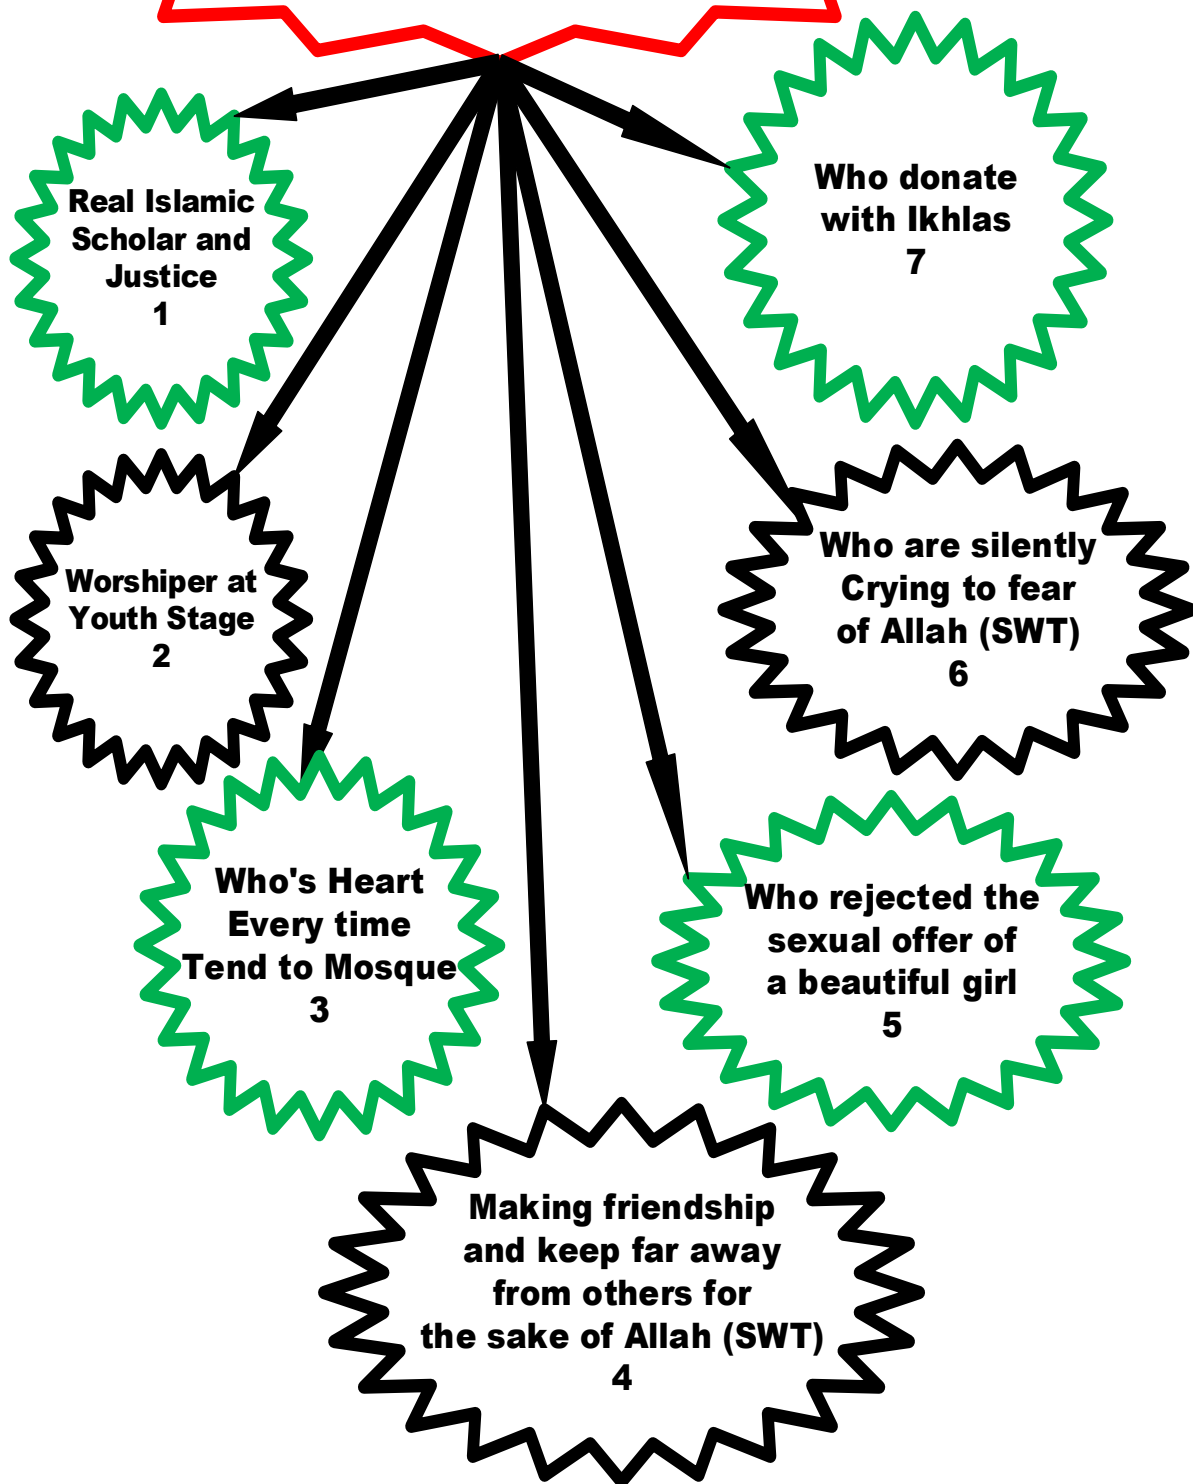 Real Islamic
Scholar and
Justice
1
Worshiper at
Youth Stage
2
Who's Heart
Every time
Tend to Mosque
3
Making friendship
and keep far away
from others for
the sake of Allah (SWT)
4
Who rejected the
sexual offer of
a beautiful girl
5
Who are silently
Crying to fear
of Allah (SWT)
6
Who donate
with Ikhlas
7